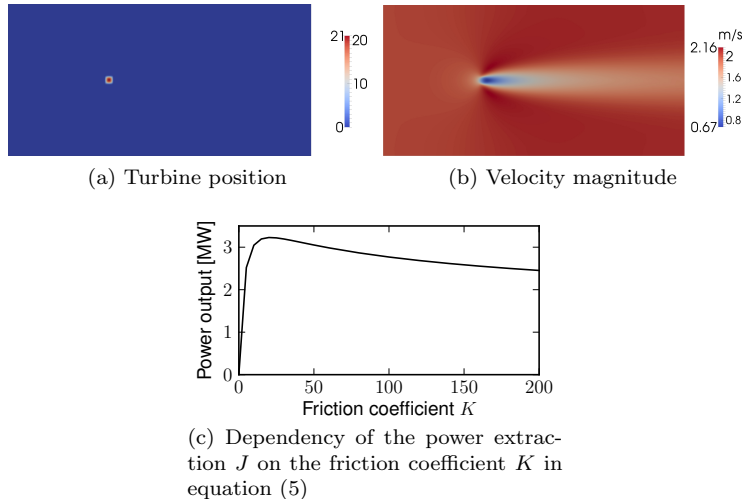 21
20
10
0
m/s
2.16
2
1.6
1.2
0.8
0.67
(a) Turbine position
(b) Velocity magnitude
Power output [MW]
3
2
1
0
0 50 100 150 200
Friction coefficient K
(c) Dependency of the power extrac-
tion J on the friction coefficient K in
equation (5)